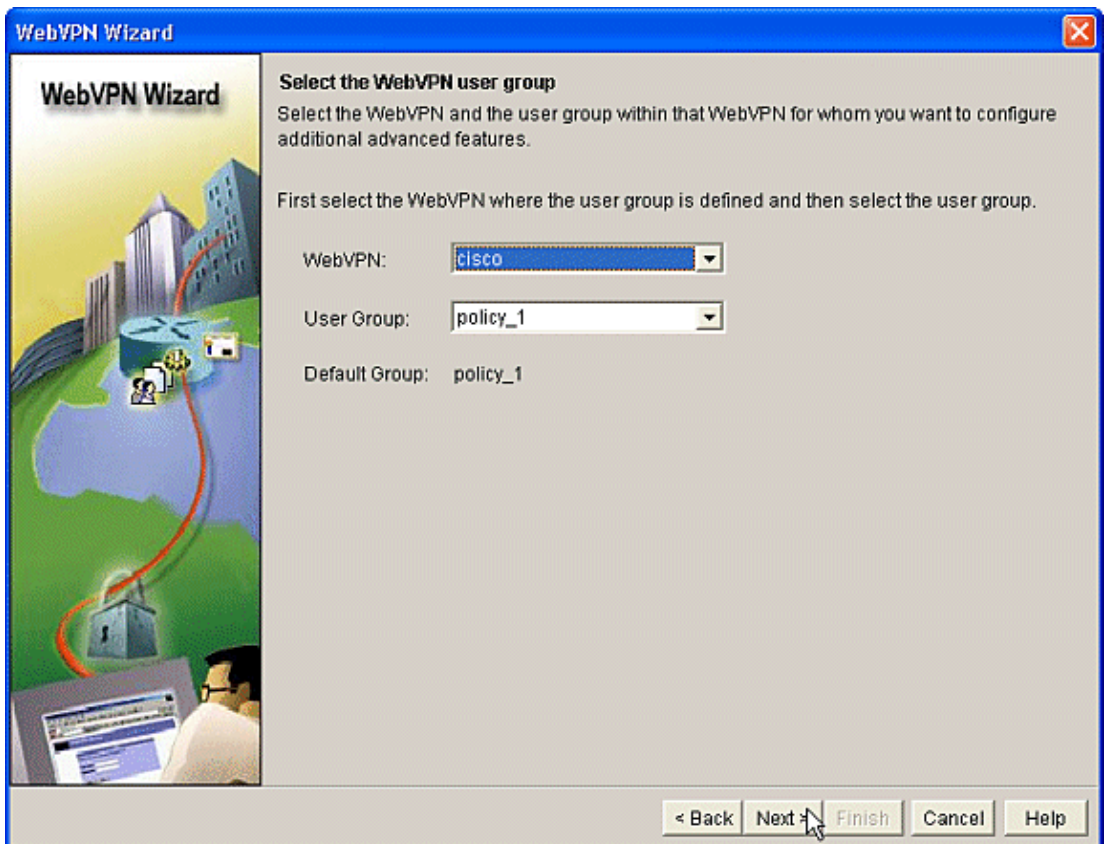 WebVPN Wizard
WebVPN Wizard
Select the WebVPN user group
Select the WebVPN and the user group within that WebVPN for whom you want to configure
additional advanced features.
First select the WebVPN where the user group is defined and then select the user group.
WebVPN: cisco
User Group: policy_1
Default Group: policy_1
< Back Next > Finish Cancel Help